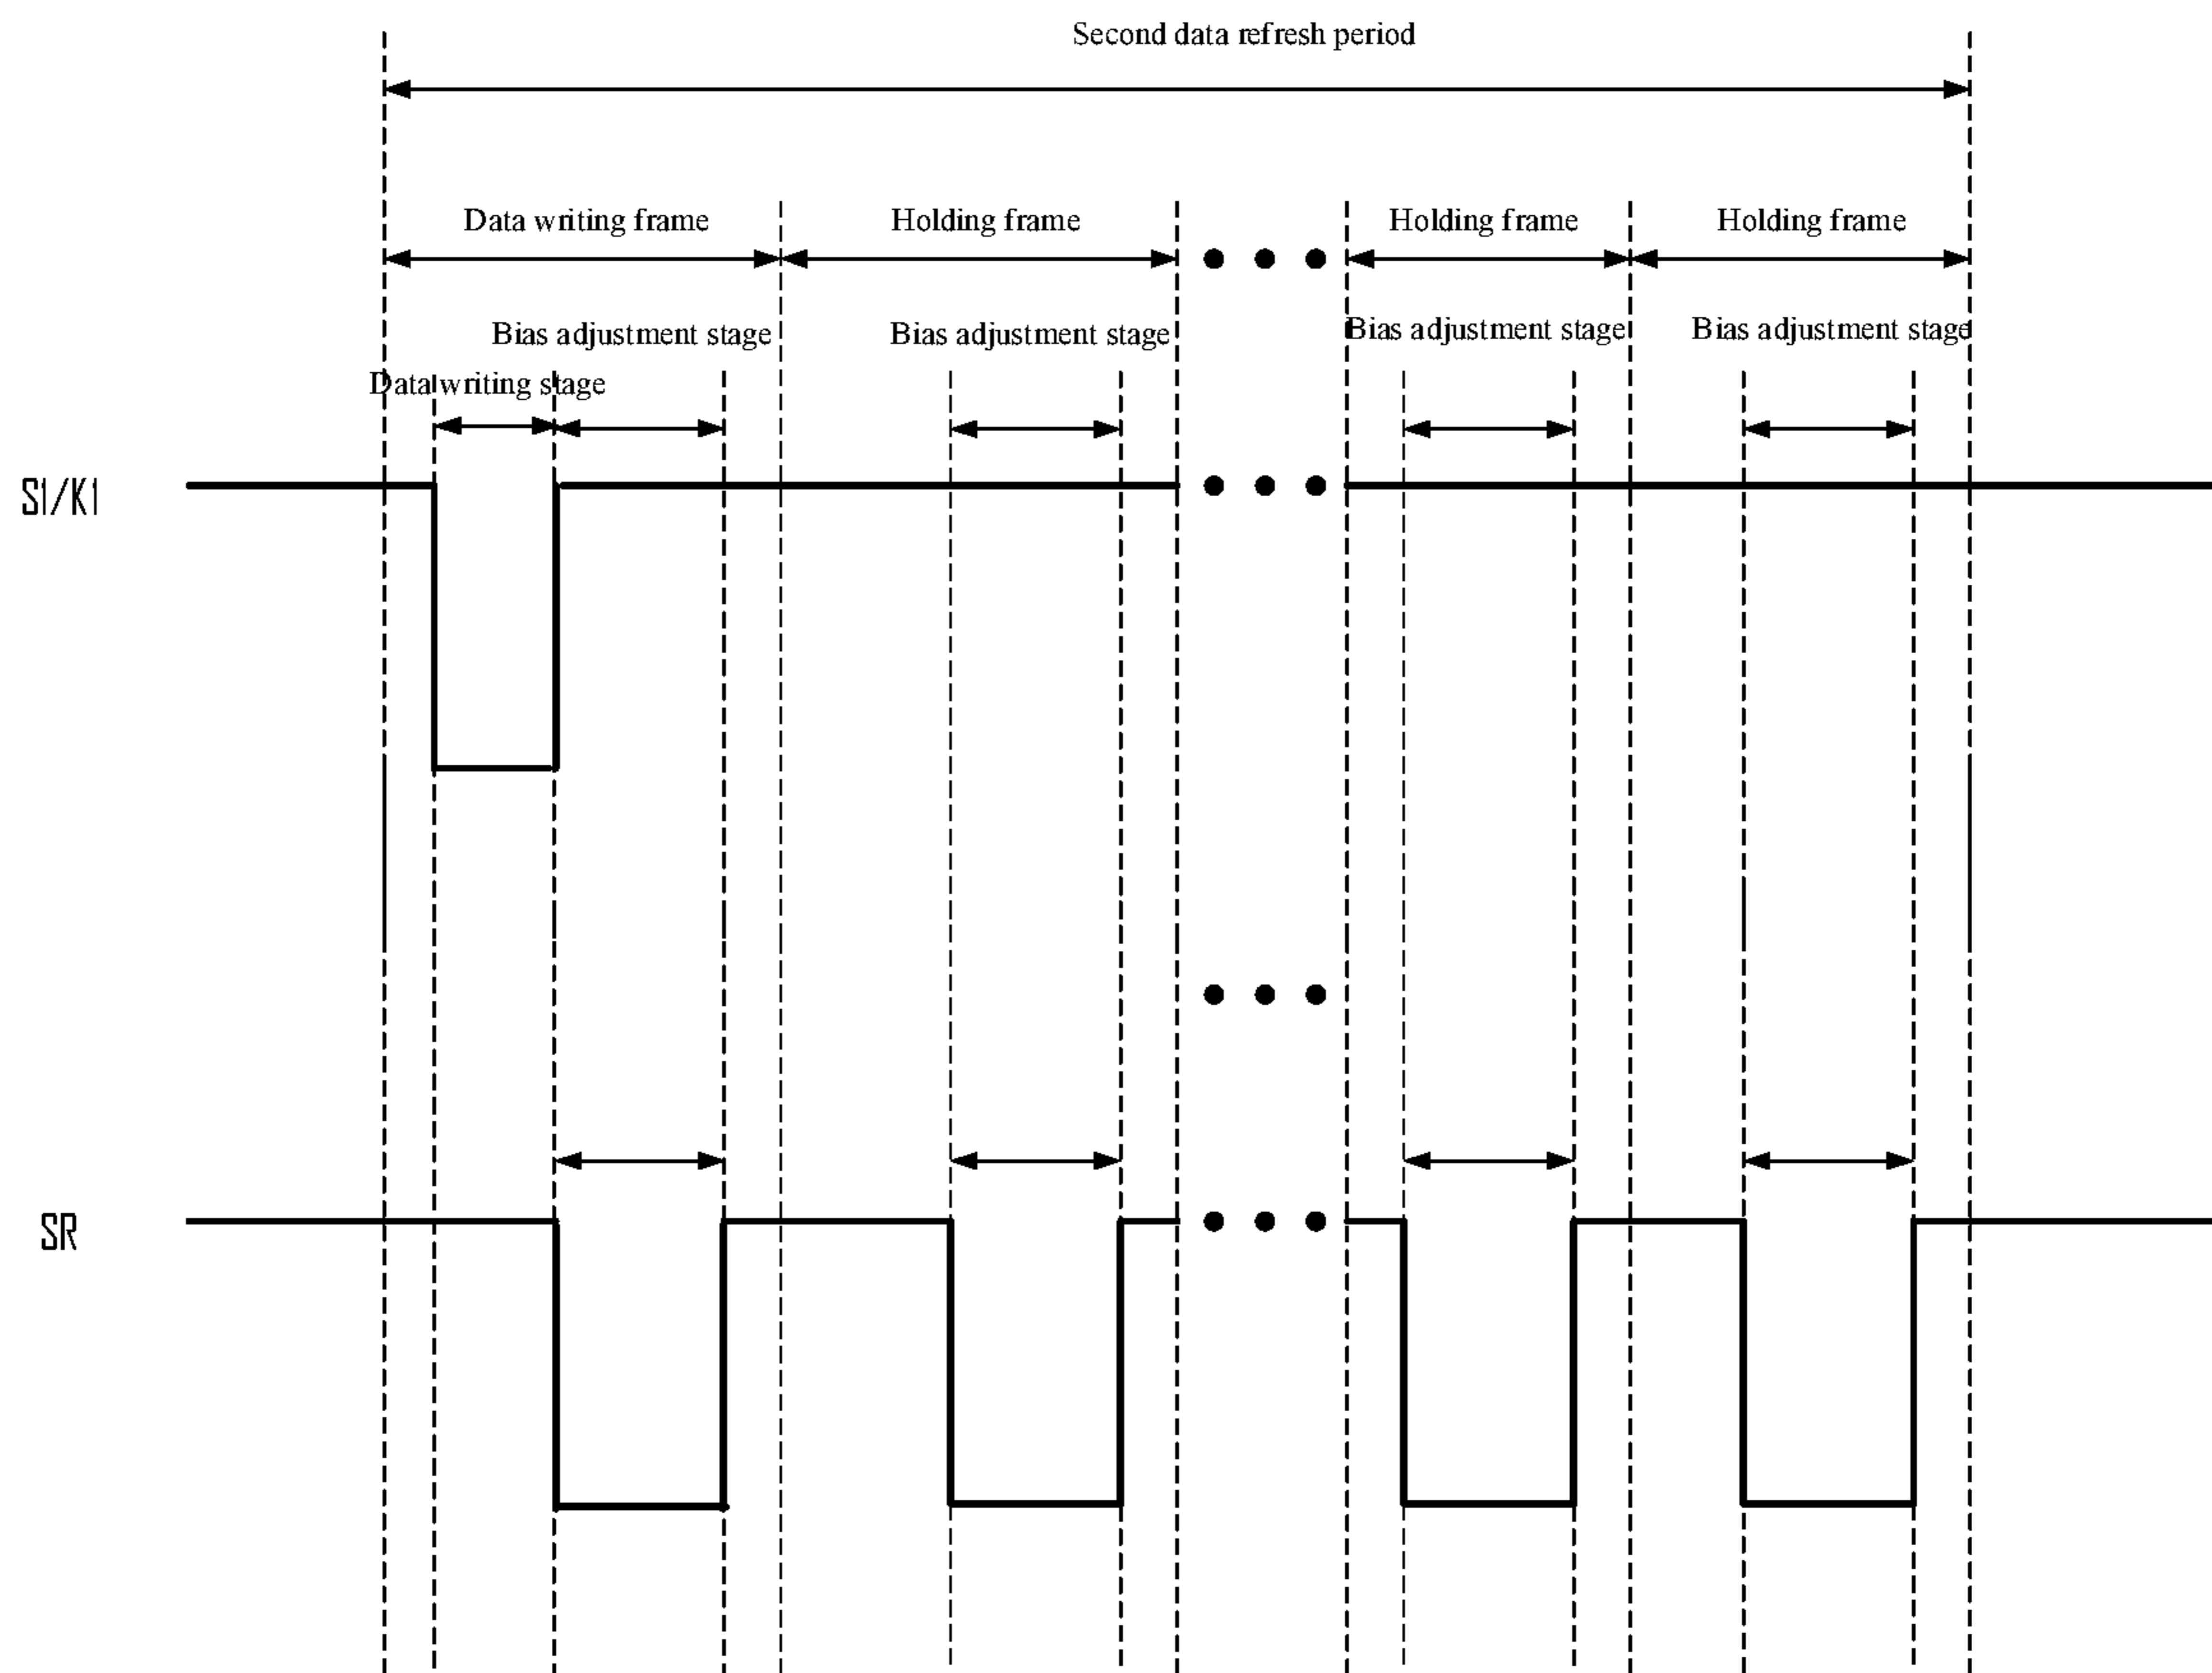 Second data refresh period
Data writing frame
Holding frame
Holding frame
Holding frame
Bias adjustment stage
Bias adjustment stage
Bias adjustment stage
Bias adjustment stage
Data writing stage
S1/K1
SR